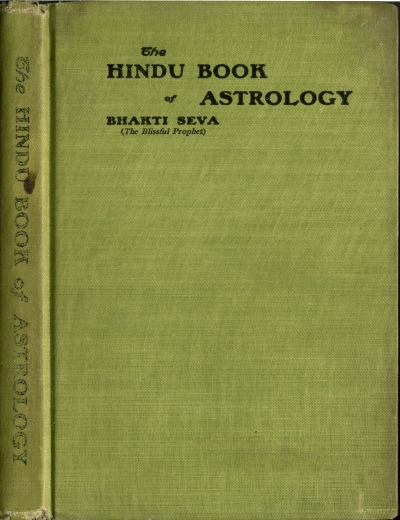 The HINDU BOOK of ASTROLOGY
The
HINDU BOOK
of ASTROLOGY
BHAKTI SEVA
(The Blissful Prophet)